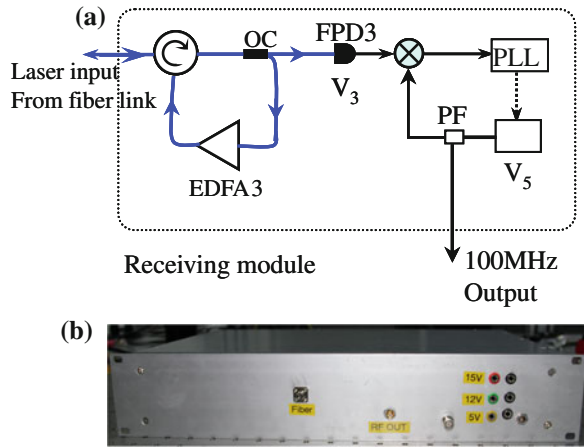 (a)
FPD3
OC
PLL
Laser input
From fiber link
V3
PF
EDFA3
V5
Receiving module
100MHz
Output
(b)
15V
12V
5V
Fiber
RF OUT